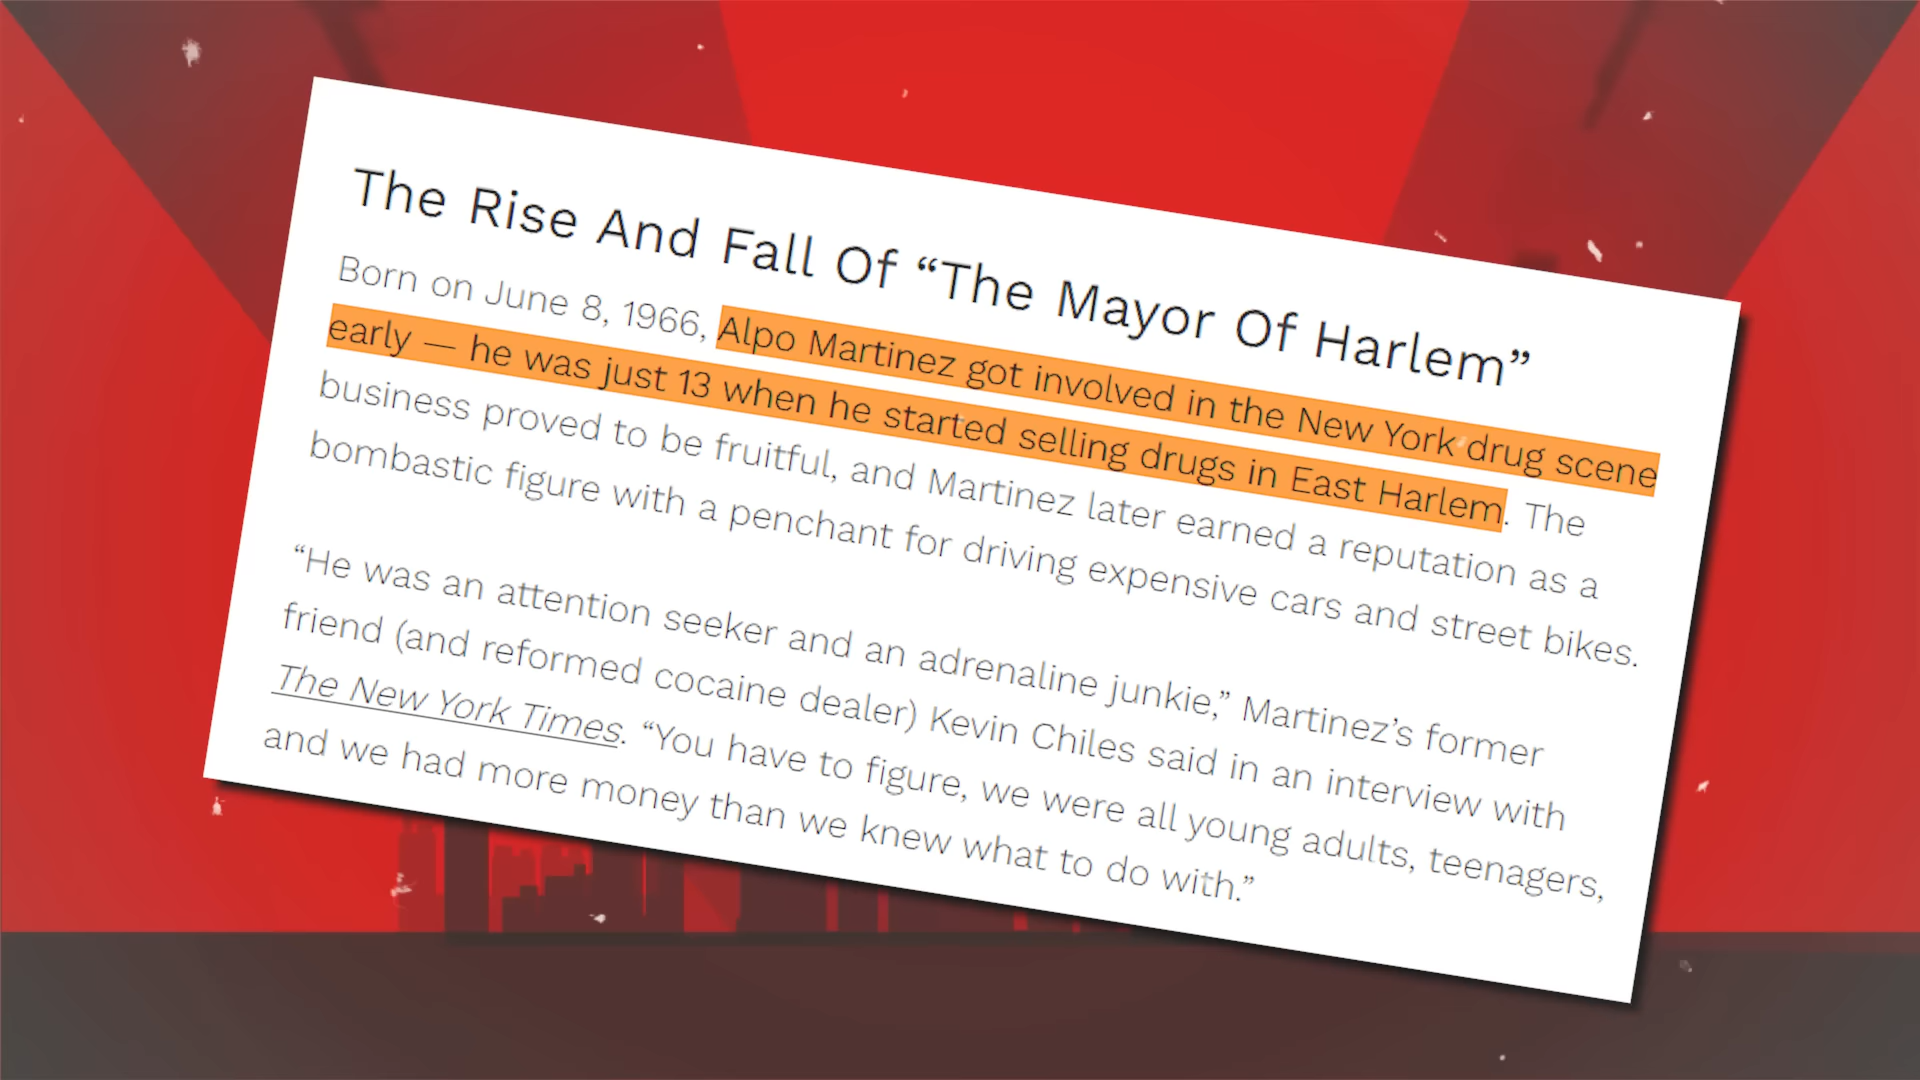 The Rise And Fall Of “The Mayor Of Harlem”
Born on June 8, 1966, Alpo Martinez got involved in the New York drug scene
early — he was just 13 when he started selling drugs in East Harlem. The
business proved to be fruitful, and Martinez later earned a reputation as a
bombastic figure with a penchant for driving expensive cars and street bikes.
“He was an attention seeker and an adrenaline junkie,” Martinez’s former
friend (and reformed cocaine dealer) Kevin Chiles said in an interview with
The New York Times. “You have to figure, we were all young adults, teenagers,
and we had more money than we knew what to do with.”